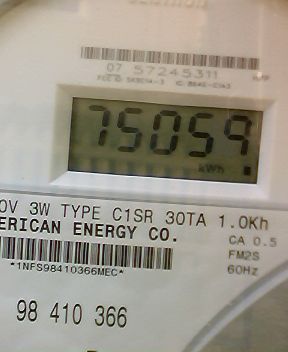 07 57245311
75059
kWh
0V 3W TYPE C1SR 30TA 1.0Kh
ERICAN ENERGY CO.
CA 0.5
FM2S
*1NFS98410366MEC*
60Hz
98 410 366